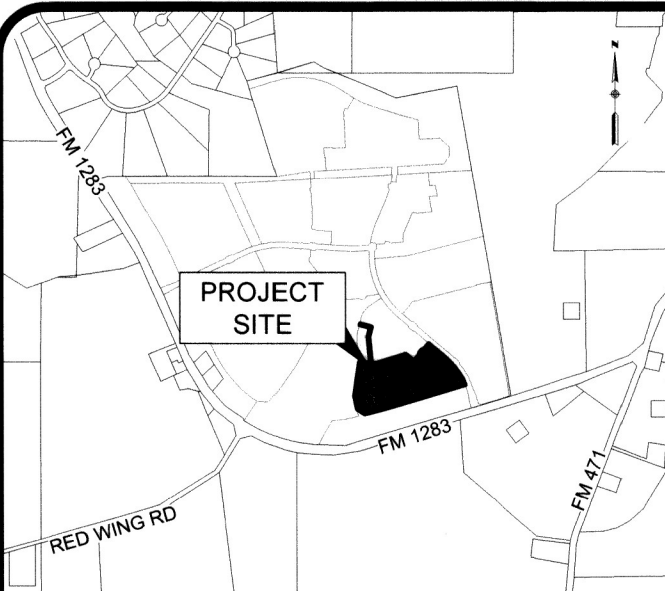 N
FM 1283
PROJECT
SITE
FM 1283
FM 471
RED WING RD